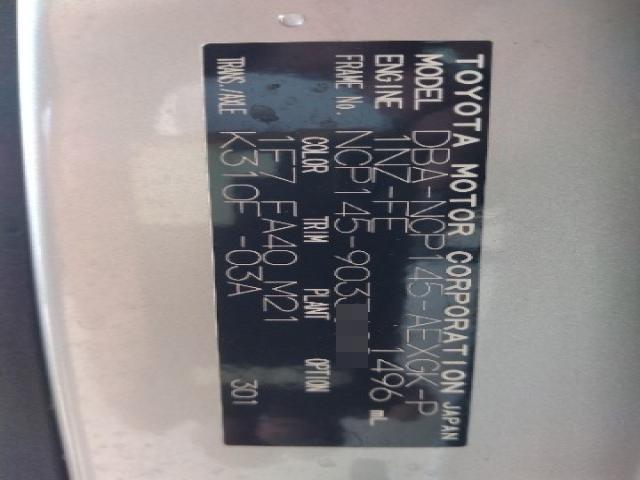 TOYOTA MOTOR CORPORATION JAPAN
MODEL DBA-NCP145-AEXGK-P
ENGINE 1NZ-FE 1496 mL
FRAME No. NCP145-903
COLOR TRIM PLANT OPTION
1F7 FA40 M21
TRANS./AXLE K310F -03A 301